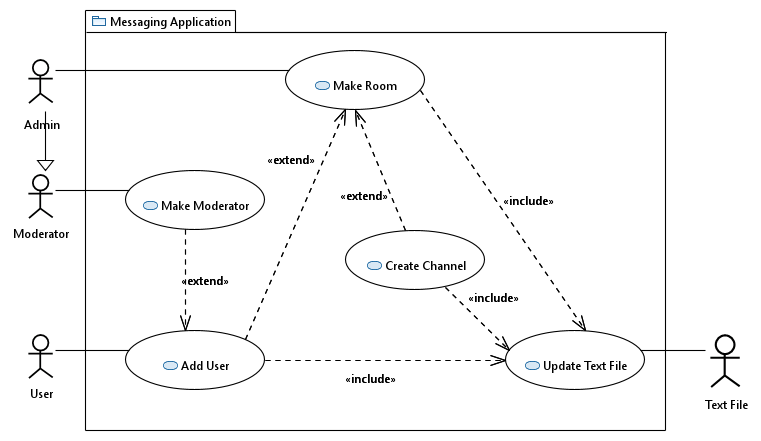 Messaging Application
Make Room
Admin
«extend»
«extend»
«include»
Make Moderator
Moderator
Create Channel
«extend»
«include»
Add User
Update Text File
«include»
User
Text File